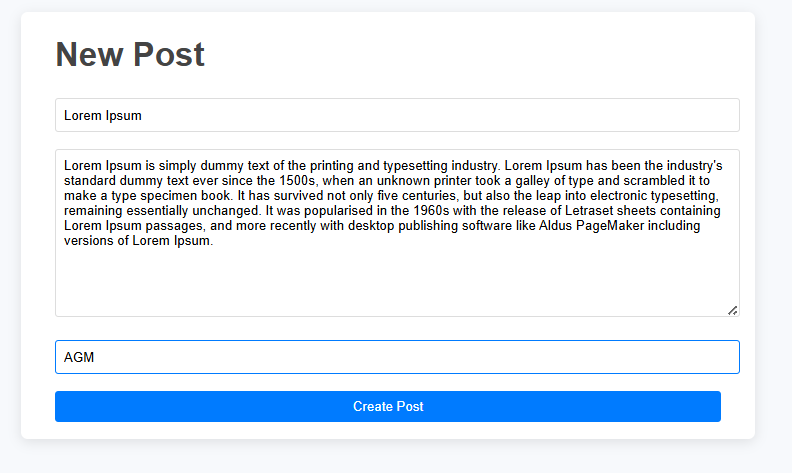 New Post
Lorem Ipsum
Lorem Ipsum is simply dummy text of the printing and typesetting industry. Lorem Ipsum has been the industry's
standard dummy text ever since the 1500s, when an unknown printer took a galley of type and scrambled it to
make a type specimen book. It has survived not only five centuries, but also the leap into electronic typesetting,
remaining essentially unchanged. It was popularised in the 1960s with the release of Letraset sheets containing
Lorem Ipsum passages, and more recently with desktop publishing software like Aldus PageMaker including
versions of Lorem Ipsum.
AGM
Create Post